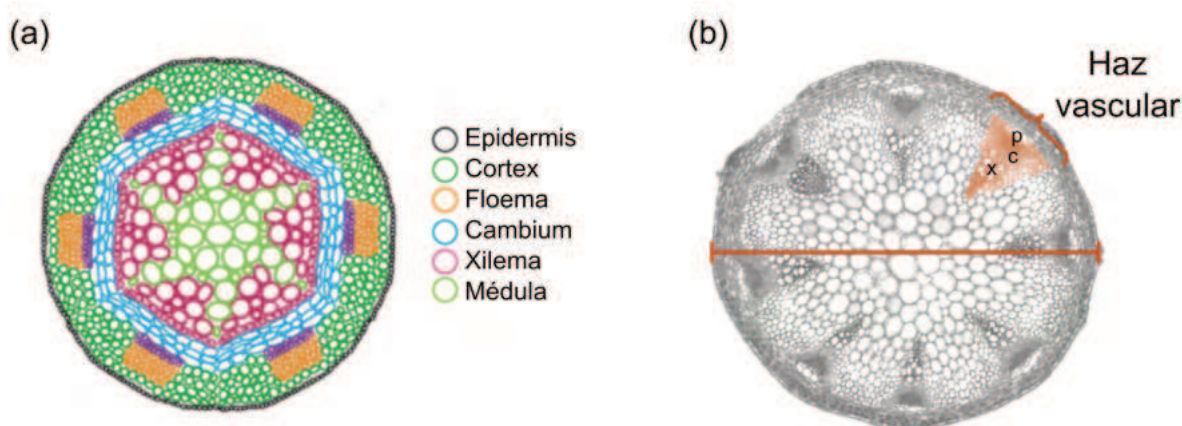 (a)
Epidermis
Cortex
Floema
Cambium
Xilema
Médula
(b)
Haz
vascular
p
c
x